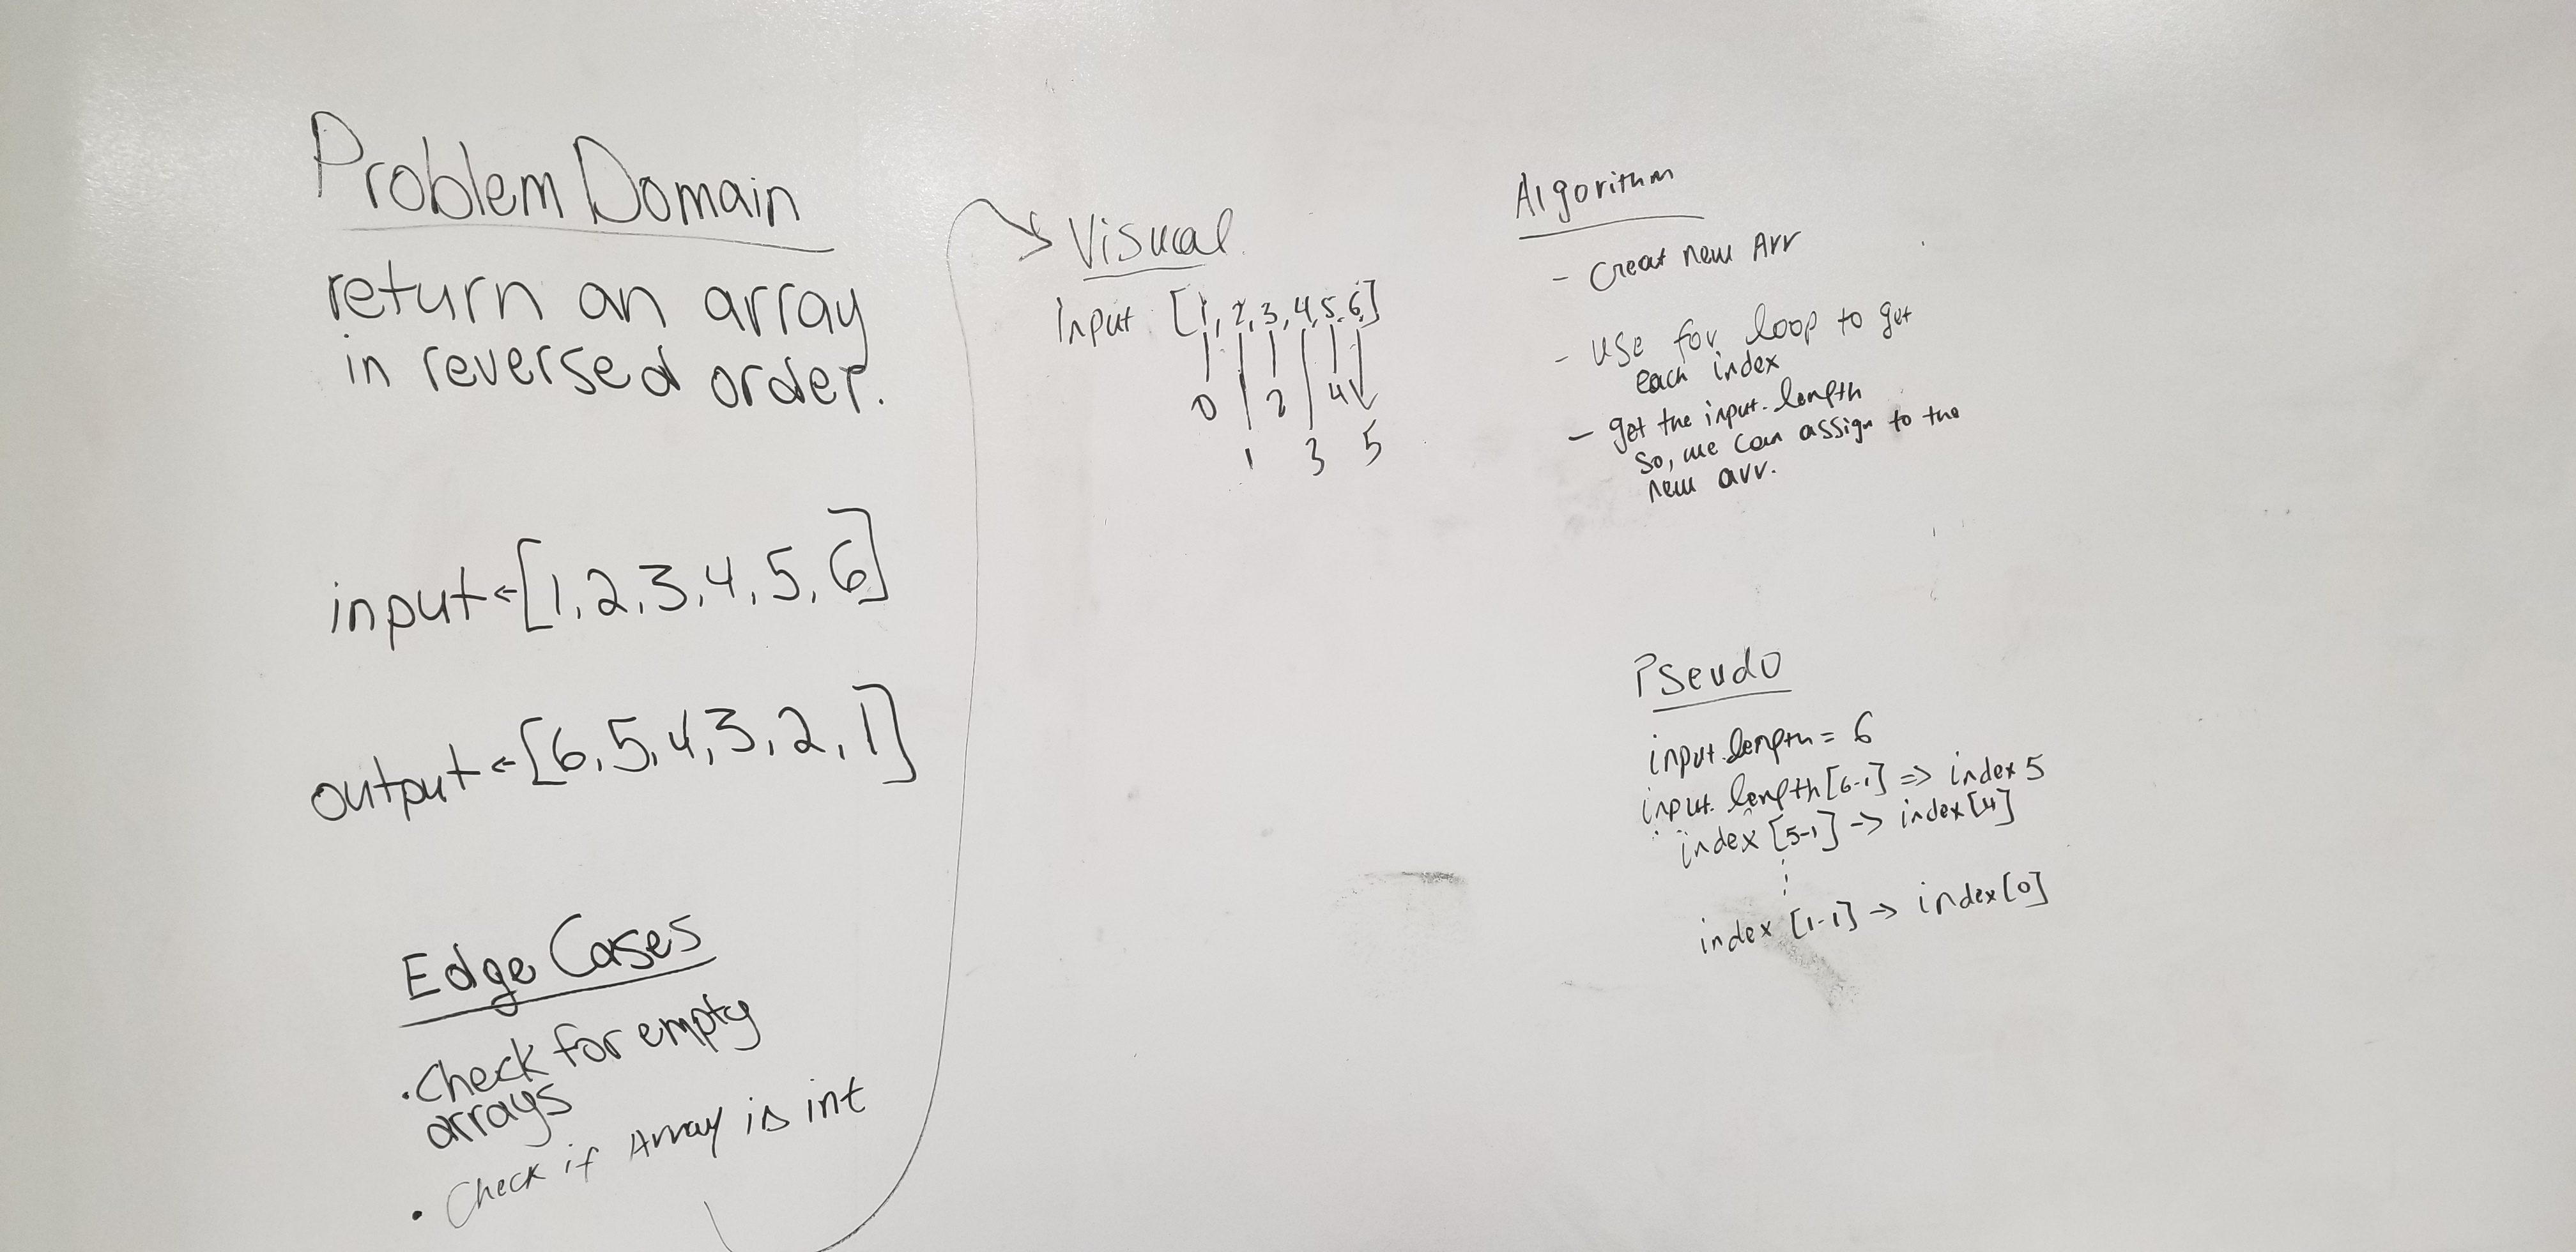 Problem Domain
return an array
in reversed order.
input <- [1, 2, 3, 4, 5, 6]
output <- [6, 5, 4, 3, 2, 1]
Edge Cases
• Check for empty
arrays
• Check if Array is int
Visual
Input [1, 2, 3, 4, 5, 6]
0 2 4
1 3 5
Algorithm
- Creat new Arr
- use for loop to get
each index
- get the input.length
so, we can assign to the
new arr.
Pseudo
input.length = 6
input.length[6-1] => index 5
index [5-1] -> index[4]
index [1-1] -> index[0]